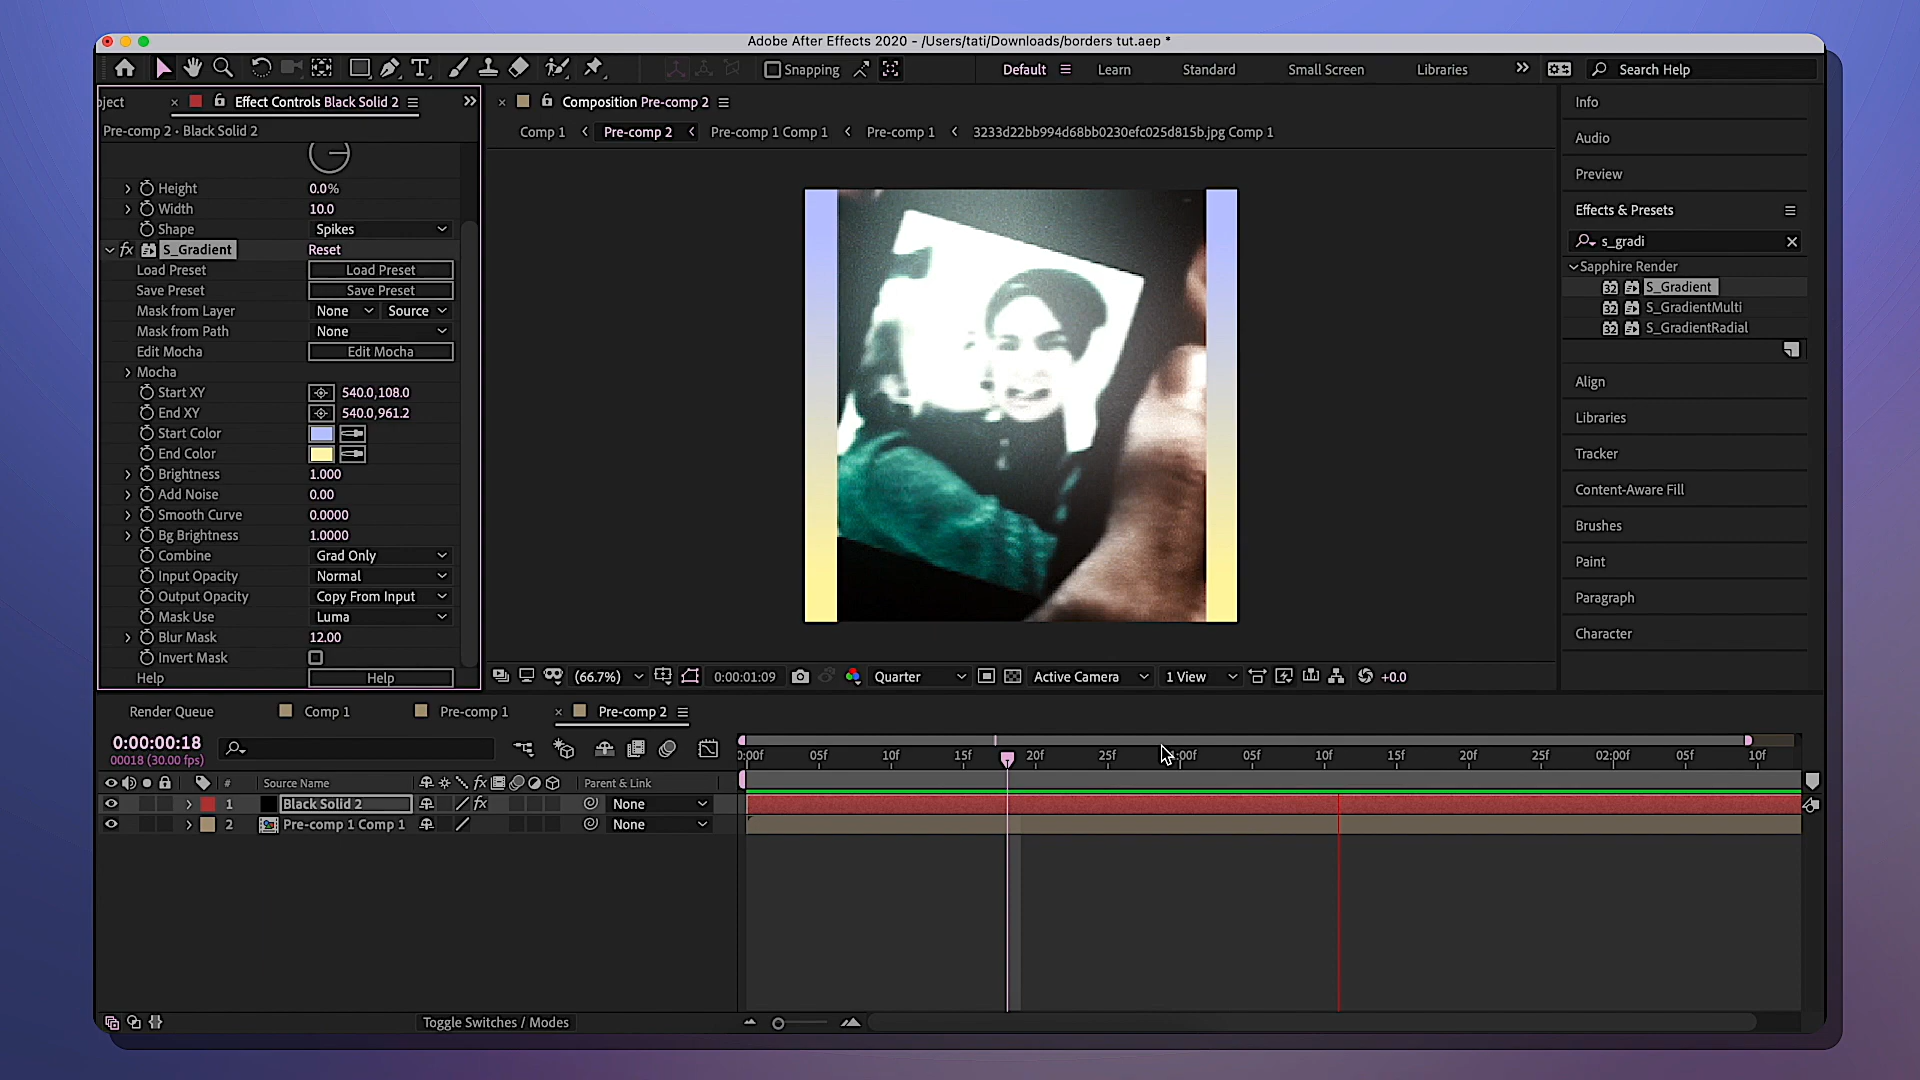 Adobe After Effects 2020 - /Users/tati/Downloads/borders tut.aep *
Snapping
Default
Learn
Standard
Small Screen
Libraries
Search Help
oject
Effect Controls Black Solid 2
Pre-comp 2 • Black Solid 2
Height 0.0%
Width 10.0
Shape Spikes
fx S_Gradient Reset
Load Preset Load Preset
Save Preset Save Preset
Mask from Layer None Source
Mask from Path None
Edit Mocha Edit Mocha
Mocha
Start XY 540.0,108.0
End XY 540.0,961.2
Start Color
End Color
Brightness 1.000
Add Noise 0.00
Smooth Curve 0.0000
Bg Brightness 1.0000
Combine Grad Only
Input Opacity Normal
Output Opacity Copy From Input
Mask Use Luma
Blur Mask 12.00
Invert Mask
Help Help
Composition Pre-comp 2
Comp 1 Pre-comp 2 Pre-comp 1 Comp 1 Pre-comp 1 3233d22bb994d68bb0230efc025d815b.jpg Comp 1
(66.7%) 0:00:01:09 Quarter Active Camera 1 View +0.0
Info
Audio
Preview
Effects & Presets
s_gradi
Sapphire Render
32 S_Gradient
32 S_GradientMulti
32 S_GradientRadial
Align
Libraries
Tracker
Content-Aware Fill
Brushes
Paint
Paragraph
Character
Render Queue Comp 1 Pre-comp 1 Pre-comp 2
0:00:00:18
00018 (30.00 fps)
0:00f 05f 10f 15f 20f 25f 00f 05f 10f 15f 20f 25f 02:00f 05f 10f
# Source Name fx Parent & Link
1 Black Solid 2 fx None
2 Pre-comp 1 Comp 1 None
Toggle Switches / Modes